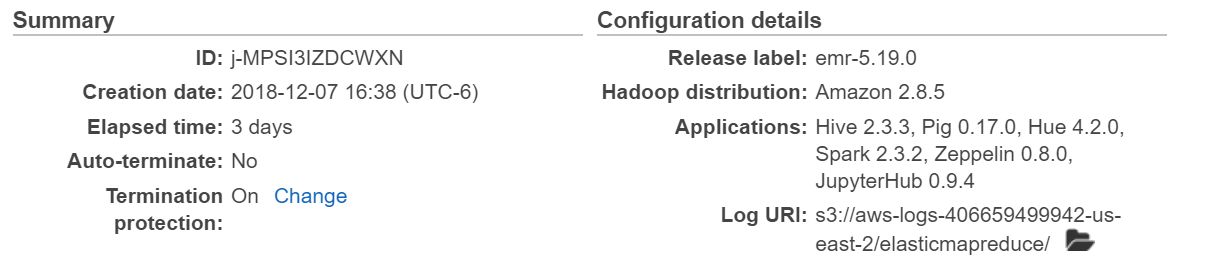 Summary
ID: j-MPSI3IZDCWXN
Creation date: 2018-12-07 16:38 (UTC-6)
Elapsed time: 3 days
Auto-terminate: No
Termination On Change
protection:
Configuration details
Release label: emr-5.19.0
Hadoop distribution: Amazon 2.8.5
Applications: Hive 2.3.3, Pig 0.17.0, Hue 4.2.0,
Spark 2.3.2, Zeppelin 0.8.0,
JupyterHub 0.9.4
Log URI: s3://aws-logs-406659499942-us-
east-2/elasticmapreduce/